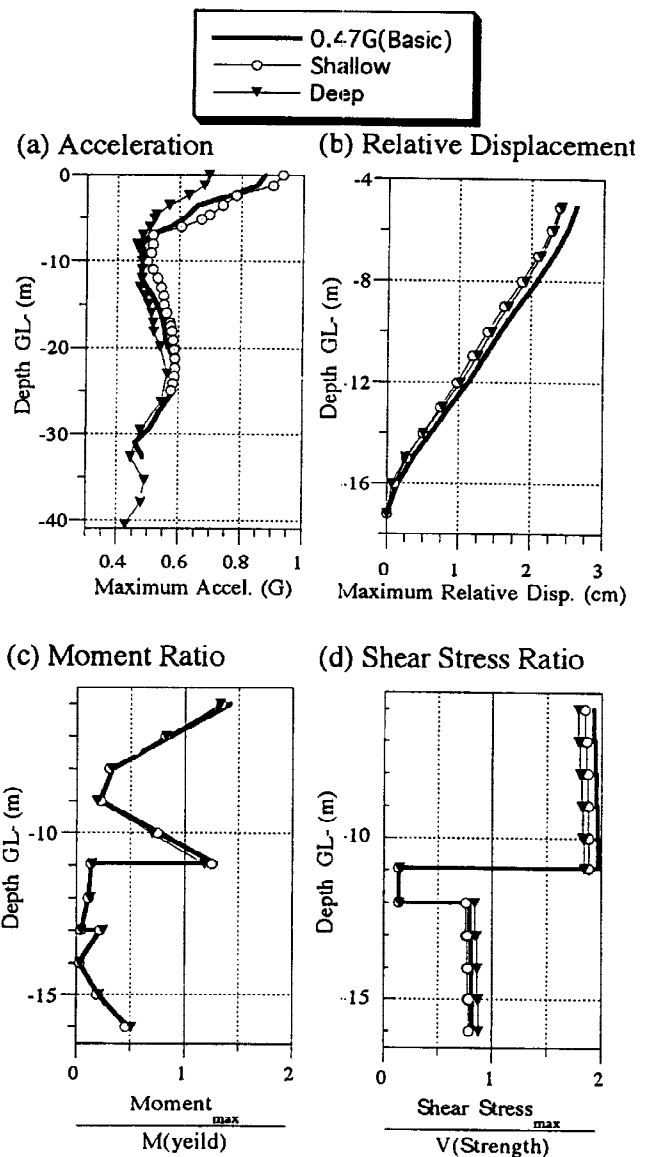 0.47G(Basic)
Shallow
Deep
(a) Acceleration
(b) Relative Displacement
0
-10
-20
-30
-40
Depth GL- (m)
0.4 0.6 0.8 1
Maximum Accel. (G)
-4
-8
-12
-16
Depth GL- (m)
0 1 2 3
Maximum Relative Disp. (cm)
(c) Moment Ratio
(d) Shear Stress Ratio
-10
-15
Depth GL- (m)
0 1 2
Moment max
M(yeild)
-10
-15
Depth GL- (m)
0 1 2
Shear Stress max
V(Strength)